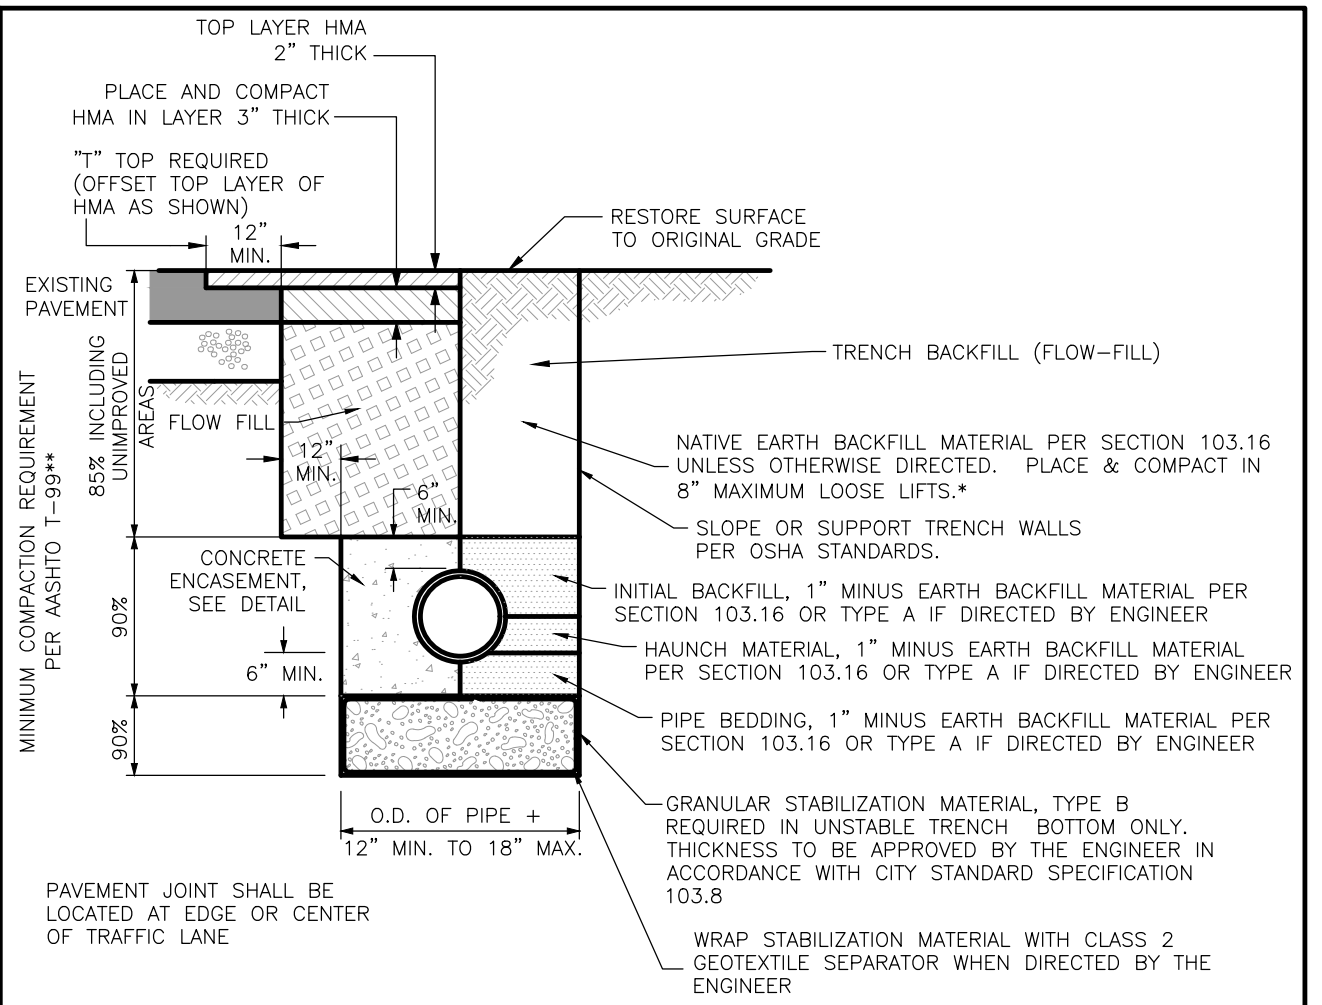 TOP LAYER HMA
2" THICK
PLACE AND COMPACT
HMA IN LAYER 3" THICK
"T" TOP REQUIRED
(OFFSET TOP LAYER OF
HMA AS SHOWN)
12"
MIN.
RESTORE SURFACE
TO ORIGINAL GRADE
EXISTING
PAVEMENT
MINIMUM COMPACTION REQUIREMENT
PER AASHTO T-99**
85% INCLUDING
UNIMPROVED
AREAS
TRENCH BACKFILL (FLOW-FILL)
FLOW FILL
12"
MIN.
6"
MIN.
NATIVE EARTH BACKFILL MATERIAL PER SECTION 103.16
UNLESS OTHERWISE DIRECTED. PLACE & COMPACT IN
8" MAXIMUM LOOSE LIFTS.*
SLOPE OR SUPPORT TRENCH WALLS
PER OSHA STANDARDS.
CONCRETE
ENCASEMENT,
SEE DETAIL
90%
INITIAL BACKFILL, 1" MINUS EARTH BACKFILL MATERIAL PER
SECTION 103.16 OR TYPE A IF DIRECTED BY ENGINEER
HAUNCH MATERIAL, 1" MINUS EARTH BACKFILL MATERIAL
PER SECTION 103.16 OR TYPE A IF DIRECTED BY ENGINEER
6" MIN.
90%
PIPE BEDDING, 1" MINUS EARTH BACKFILL MATERIAL PER
SECTION 103.16 OR TYPE A IF DIRECTED BY ENGINEER
O.D. OF PIPE +
12" MIN. TO 18" MAX.
GRANULAR STABILIZATION MATERIAL, TYPE B
REQUIRED IN UNSTABLE TRENCH BOTTOM ONLY.
THICKNESS TO BE APPROVED BY THE ENGINEER IN
ACCORDANCE WITH CITY STANDARD SPECIFICATION
103.8
PAVEMENT JOINT SHALL BE
LOCATED AT EDGE OR CENTER
OF TRAFFIC LANE
WRAP STABILIZATION MATERIAL WITH CLASS 2
GEOTEXTILE SEPARATOR WHEN DIRECTED BY THE
ENGINEER